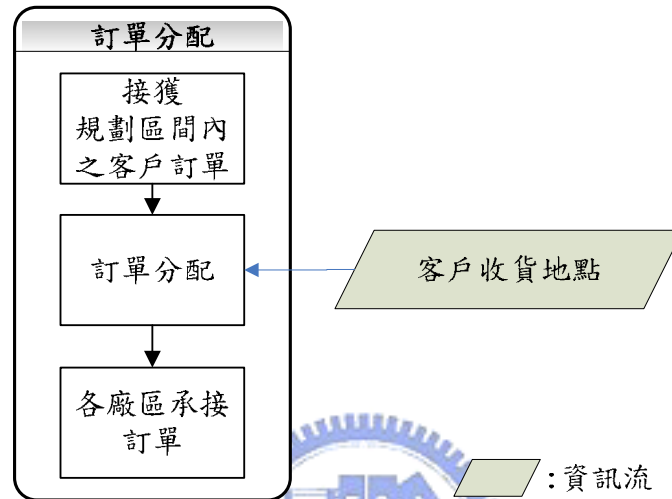 訂單分配
接獲
規劃區間內
之客戶訂單
訂單分配
客戶收貨地點
各廠區承接
訂單
：資訊流